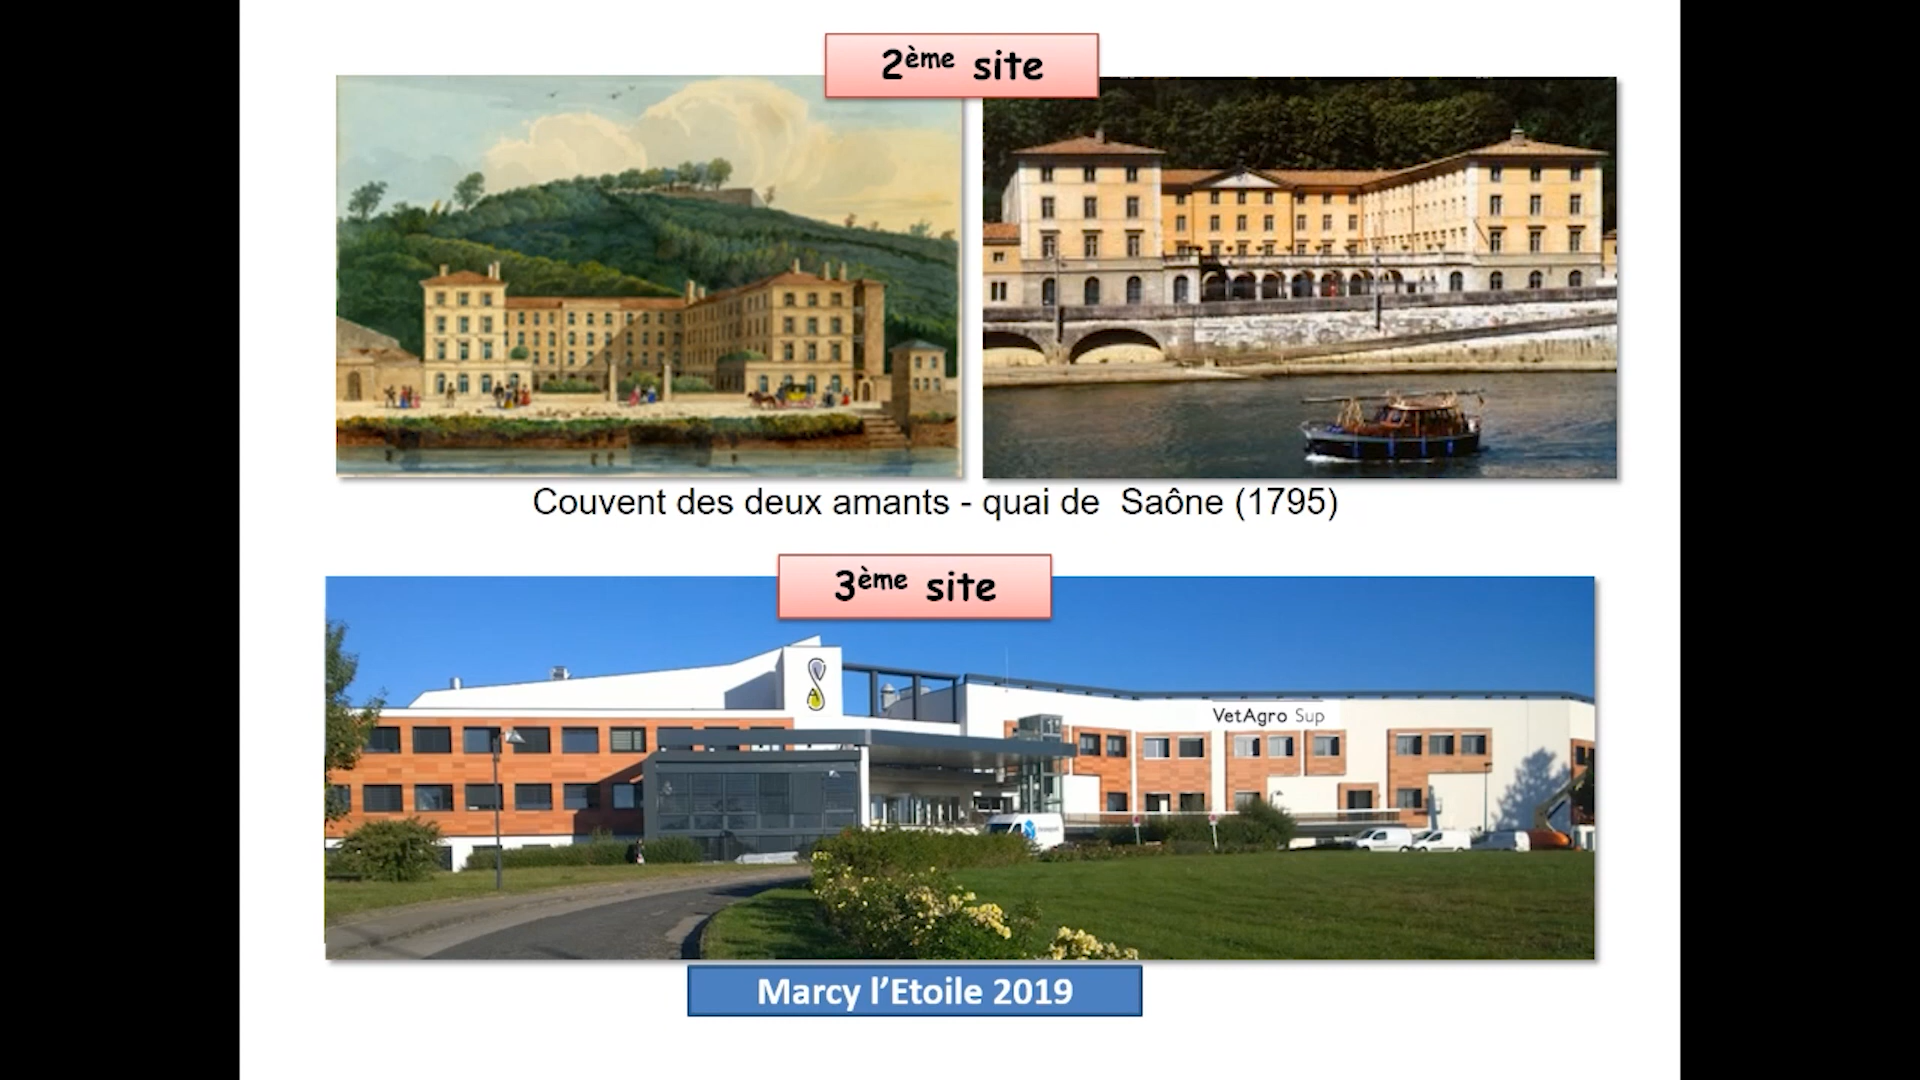 2ème site
Couvent des deux amants - quai de Saône (1795)
3ème site
VetAgro Sup
Marcy l'Etoile 2019